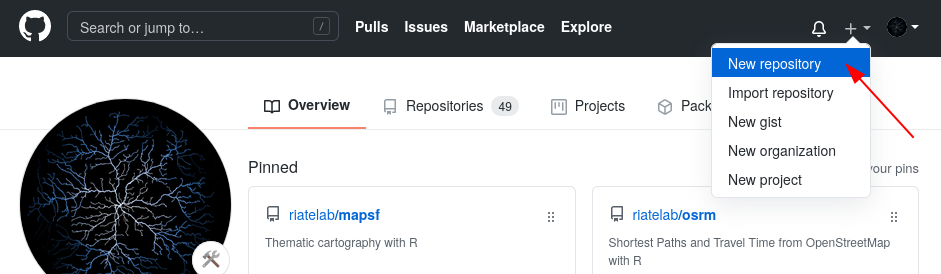 Search or jump to… /
Pulls Issues Marketplace Explore
New repository
Import repository
New gist
New organization
New project
Overview Repositories 49 Projects Pack
Pinned your pins
riatelab/mapsf
Thematic cartography with R
riatelab/osrm
Shortest Paths and Travel Time from OpenStreetMap
with R